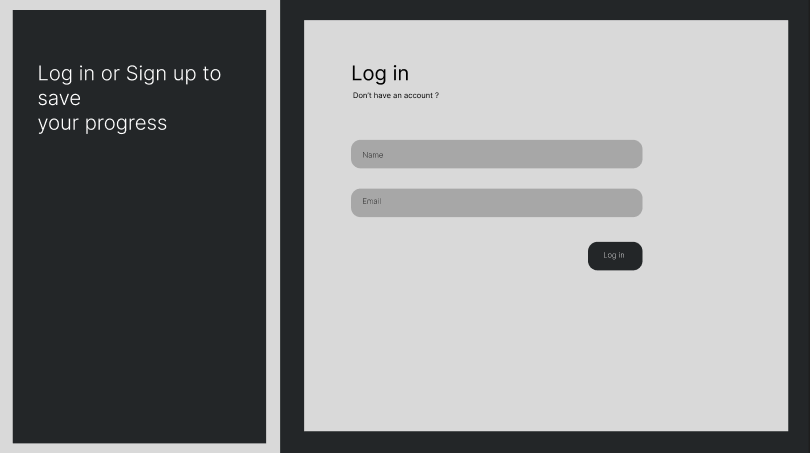 Log in or Sign up to
save
your progress
Log in
Don't have an account ?
Name
Email
Log in